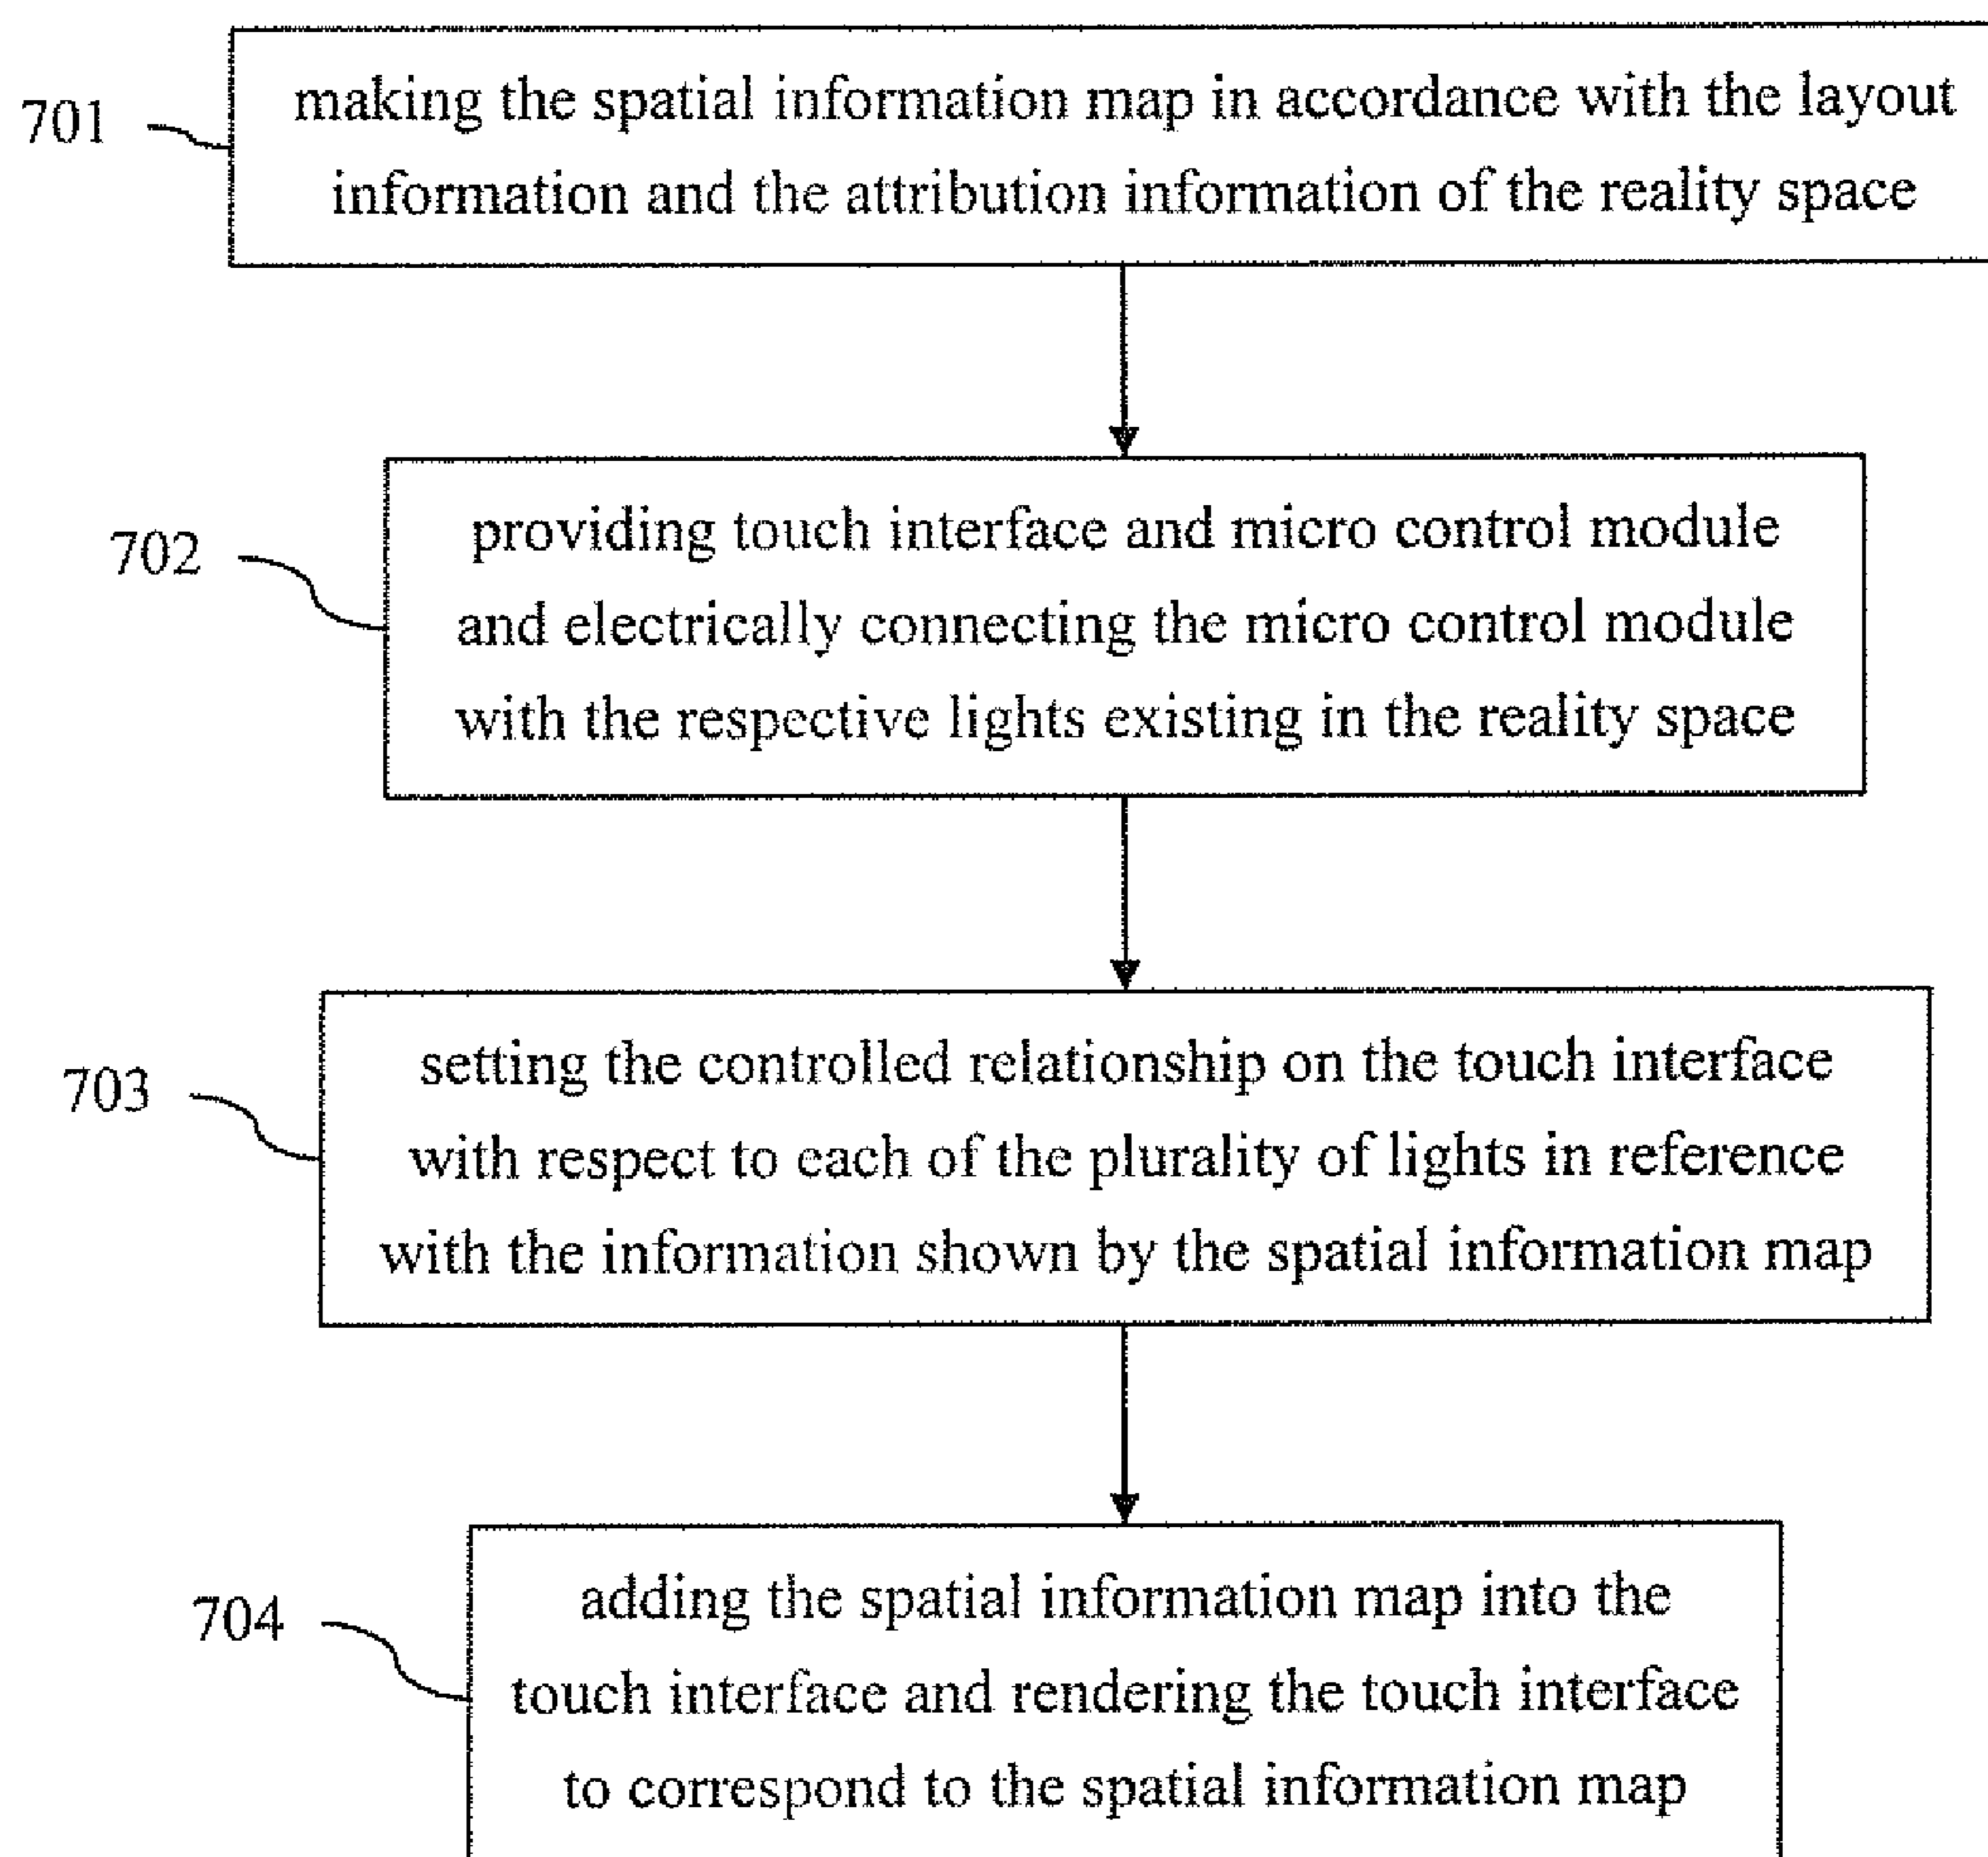 701
making the spatial information map in accordance with the layout
information and the attribution information of the reality space
702
providing touch interface and micro control module
and electrically connecting the micro control module
with the respective lights existing in the reality space
703
setting the controlled relationship on the touch interface
with respect to each of the plurality of lights in reference
with the information shown by the spatial information map
704
adding the spatial information map into the
touch interface and rendering the touch interface
to correspond to the spatial information map